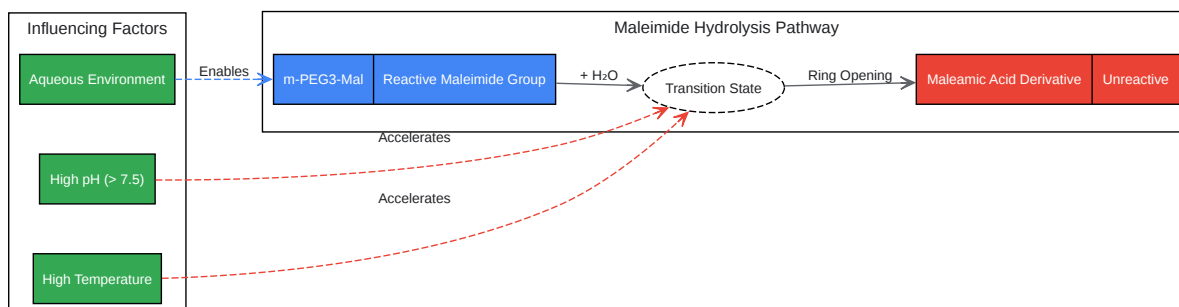 Influencing Factors
Aqueous Environment
High pH (> 7.5)
High Temperature
Enables
Accelerates
Accelerates
Maleimide Hydrolysis Pathway
m-PEG3-Mal
Reactive Maleimide Group
+ H₂O
Transition State
Ring Opening
Maleamic Acid Derivative
Unreactive